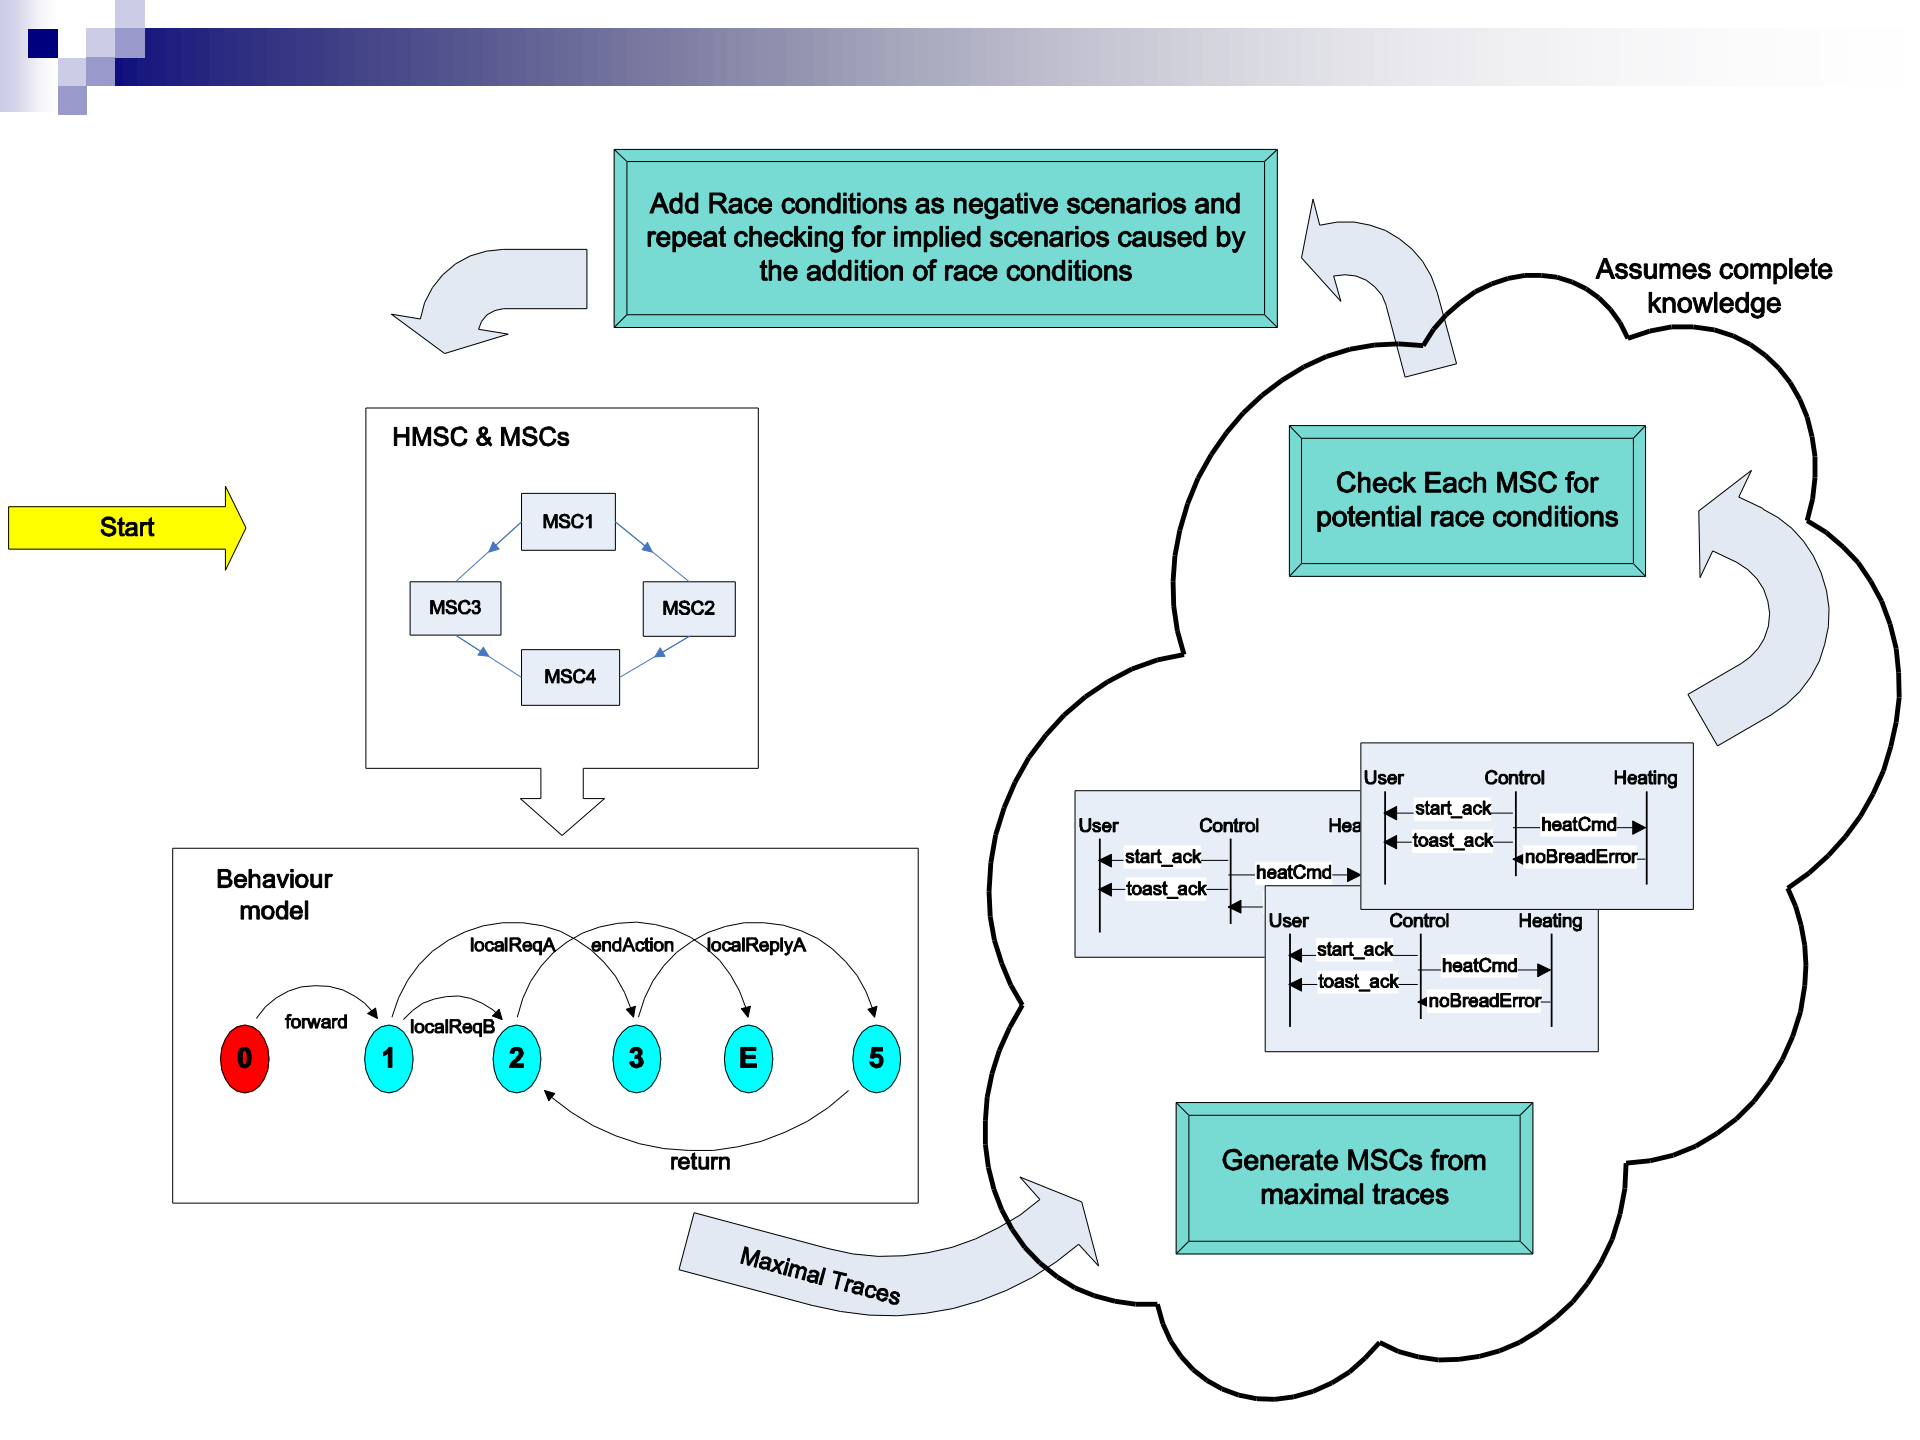 Add Race conditions as negative scenarios and
repeat checking for implied scenarios caused by
the addition of race conditions
Assumes complete
knowledge
HMSC & MSCs
MSC1
MSC3
MSC2
MSC4
Start
Check Each MSC for
potential race conditions
Behaviour
model
localReqA
endAction
localReplyA
forward
localReqB
0
1
2
3
E
5
return
Maximal Traces
User
Control
Heating
start_ack
heatCmd
toast_ack
noBreadError
User
Control
Hea
start_ack
heatCmd
toast_ack
User
Control
Heating
start_ack
heatCmd
toast_ack
noBreadError
Generate MSCs from
maximal traces